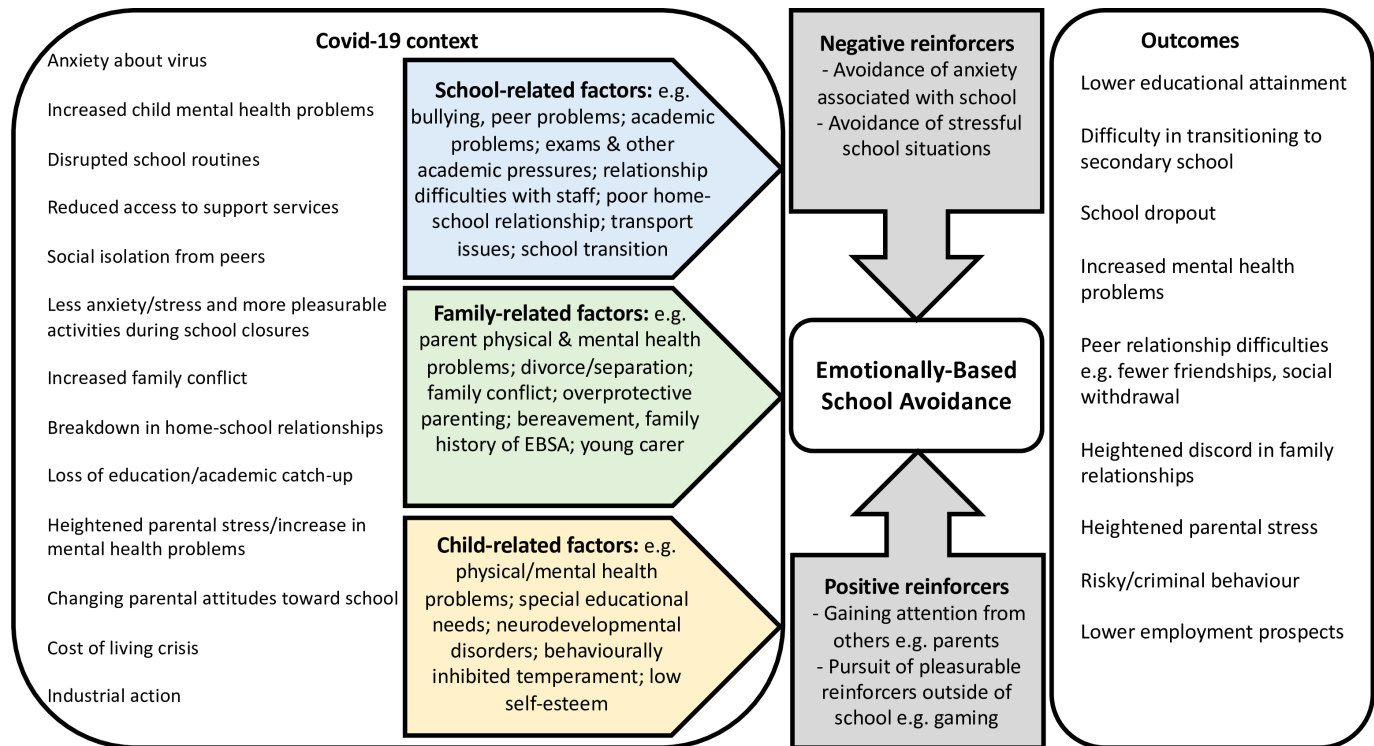 Covid-19 context
Anxiety about virus
Increased child mental health problems
Disrupted school routines
Reduced access to support services
Social isolation from peers
Less anxiety/stress and more pleasurable
activities during school closures
Increased family conflict
Breakdown in home-school relationships
Loss of education/academic catch-up
Heightened parental stress/increase in
mental health problems
Changing parental attitudes toward school
Cost of living crisis
Industrial action
School-related factors: e.g.
bullying, peer problems; academic
problems; exams & other
academic pressures; relationship
difficulties with staff; poor home-
school relationship; transport
issues; school transition
Family-related factors: e.g.
parent physical & mental health
problems; divorce/separation;
family conflict; overprotective
parenting; bereavement, family
history of EBSA; young carer
Child-related factors: e.g.
physical/mental health
problems; special educational
needs; neurodevelopmental
disorders; behaviourally
inhibited temperament; low
self-esteem
Negative reinforcers
- Avoidance of anxiety
associated with school
- Avoidance of stressful
school situations
Emotionally-Based
School Avoidance
Positive reinforcers
- Gaining attention from
others e.g. parents
- Pursuit of pleasurable
reinforcers outside of
school e.g. gaming
Outcomes
Lower educational attainment
Difficulty in transitioning to
secondary school
School dropout
Increased mental health
problems
Peer relationship difficulties
e.g. fewer friendships, social
withdrawal
Heightened discord in family
relationships
Heightened parental stress
Risky/criminal behaviour
Lower employment prospects